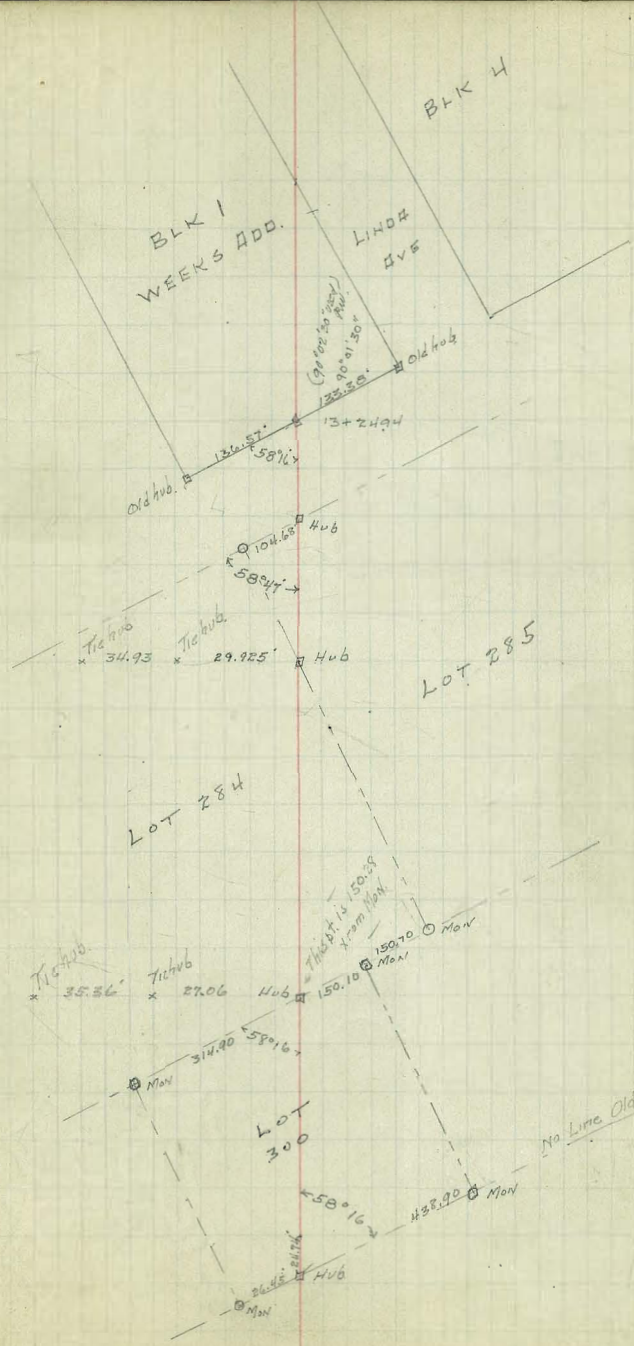 BLK 4
BLK 1
WEEKS ADD.
LINDA
AVE
90°01'30"
133.38'
Old hub
136.57'
58°16'
13+24.94
Old hub.
104.68
Hub
58°47'
Tie hub
34.93
Tie hub.
29.925'
Hub
LOT 285
LOT 284
This pt. is 150.28
from Mon.
150.70
Mon
Mon
150.10
Tie hub
35.36'
Tie hub
27.06
Hub
314.90
58°16'
Mon
LOT
300
No Line Old
58°16'
438.90
Mon
24.74'
26.45'
Hub
Mon